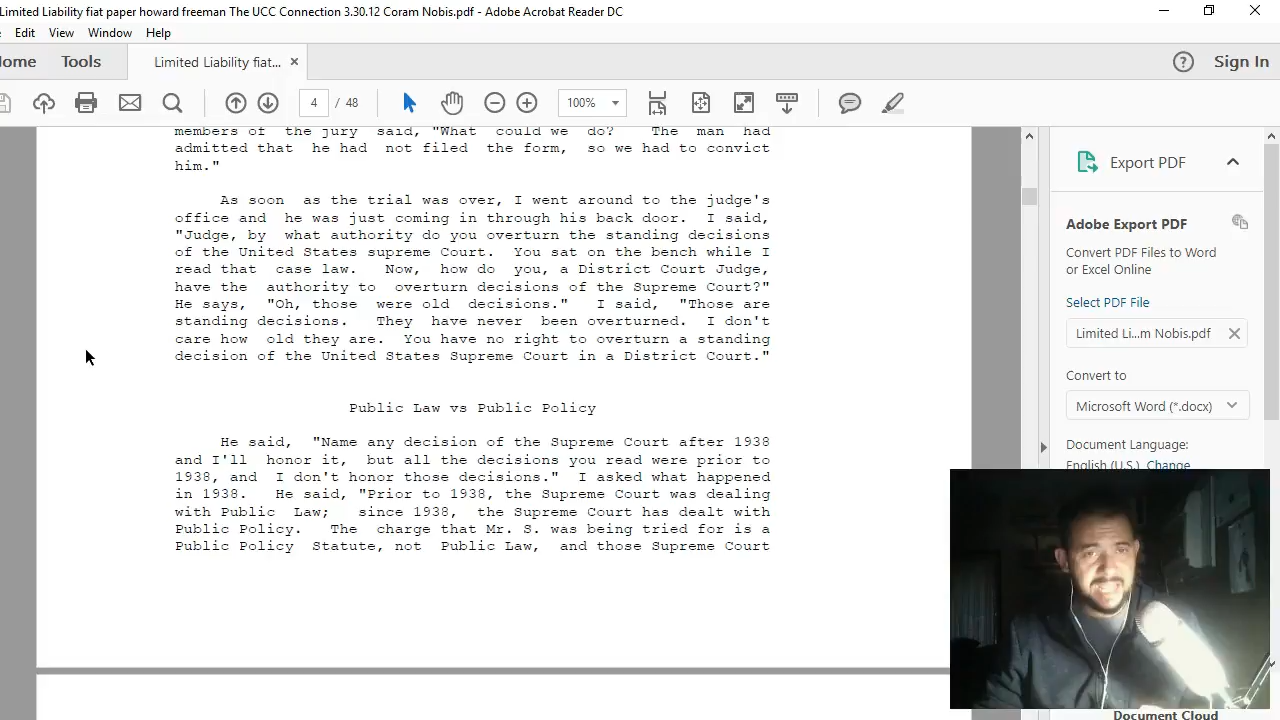 Limited Liability fiat paper howard freeman The UCC Connection 3.30.12 Coram Nobis.pdf - Adobe Acrobat Reader DC
Edit View Window Help
Home Tools Limited Liability fiat... × Sign In
4 / 48 100%
members of the jury said, "What could we do? The man had
admitted that he had not filed the form, so we had to convict
him."
As soon as the trial was over, I went around to the judge's
office and he was just coming in through his back door. I said,
"Judge, by what authority do you overturn the standing decisions
of the United States supreme Court. You sat on the bench while I
read that case law. Now, how do you, a District Court Judge,
have the authority to overturn decisions of the Supreme Court?"
He says, "Oh, those were old decisions." I said, "Those are
standing decisions. They have never been overturned. I don't
care how old they are. You have no right to overturn a standing
decision of the United States Supreme Court in a District Court."
Public Law vs Public Policy
He said, "Name any decision of the Supreme Court after 1938
and I'll honor it, but all the decisions you read were prior to
1938, and I don't honor those decisions." I asked what happened
in 1938. He said, "Prior to 1938, the Supreme Court was dealing
with Public Law; since 1938, the Supreme Court has dealt with
Public Policy. The charge that Mr. S. was being tried for is a
Public Policy Statute, not Public Law, and those Supreme Court
Export PDF
Adobe Export PDF
Convert PDF Files to Word
or Excel Online
Select PDF File
Limited Li...m Nobis.pdf
Convert to
Microsoft Word (*.docx)
Document Language:
English (U.S.) Change
Document Cloud